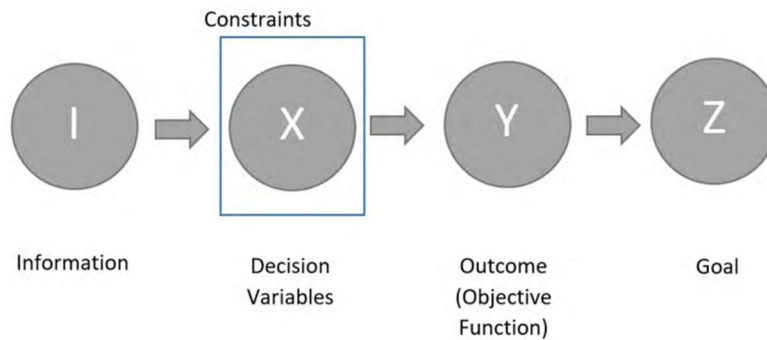 Constraints
I
X
Y
Z
Information
Decision
Variables
Outcome
(Objective
Function)
Goal